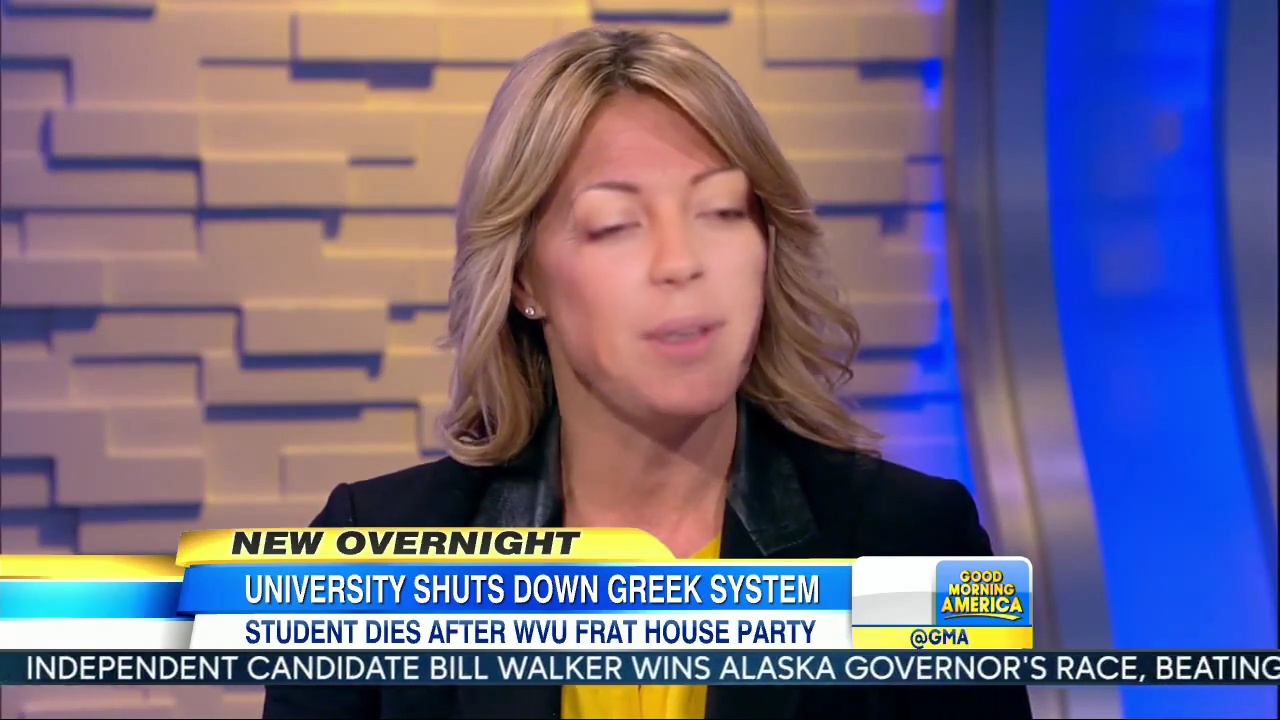 NEW OVERNIGHT
UNIVERSITY SHUTS DOWN GREEK SYSTEM
STUDENT DIES AFTER WVU FRAT HOUSE PARTY
GOOD
MORNING
AMERICA
@GMA
INDEPENDENT CANDIDATE BILL WALKER WINS ALASKA GOVERNOR'S RACE, BEATING